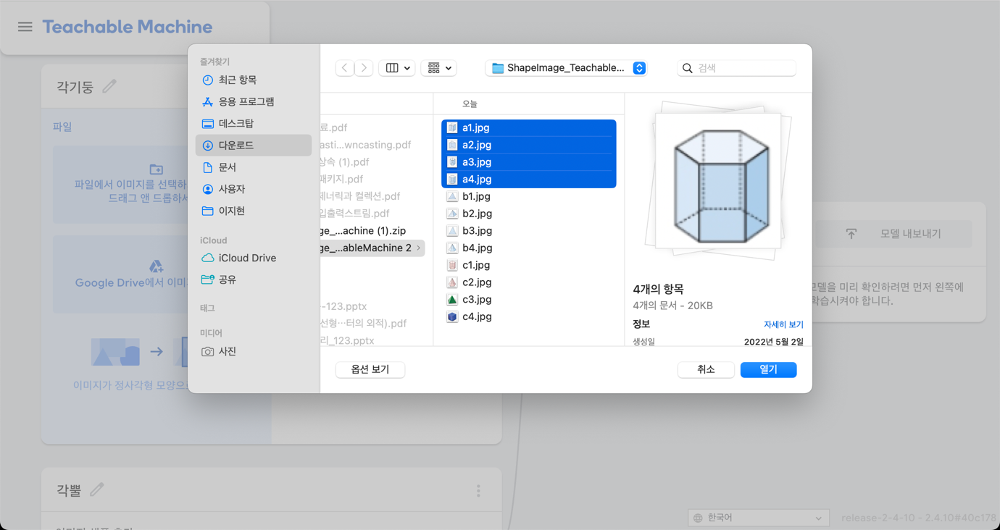 Teachable Machine
각기둥
파일
파일에서 이미지를 선택하
드래그 앤 드롭하세
Google Drive에서 이미
이미지가 정사각형 모양으로
각뿔
즐겨찾기
최근 항목
응용 프로그램
데스크탑
다운로드
문서
사용자
이지현
iCloud
iCloud Drive
공유
태그
미디어
사진
ShapeImage_Teachable...
검색
료.pdf
asti...wncasting.pdf
상속 (1).pdf
패키지.pdf
제너릭과 컬렉션.pdf
입출력스트림.pdf
ge_...achine (1).zip
ge_...ableMachine 2
-123.pptx
선형…터의 외적).pdf
리_123.pptx
오늘
a1.jpg
a2.jpg
a3.jpg
a4.jpg
b1.jpg
b2.jpg
b3.jpg
b4.jpg
c1.jpg
c2.jpg
c3.jpg
c4.jpg
4개의 항목
4개의 문서 - 20KB
정보
자세히 보기
생성일
2022년 5월 2일
옵션 보기
취소
열기
모델 내보내기
모델을 미리 확인하려면 먼저 왼쪽에
학습시켜야 합니다.
한국어
release-2-4-10 - 2.4.10#40c178